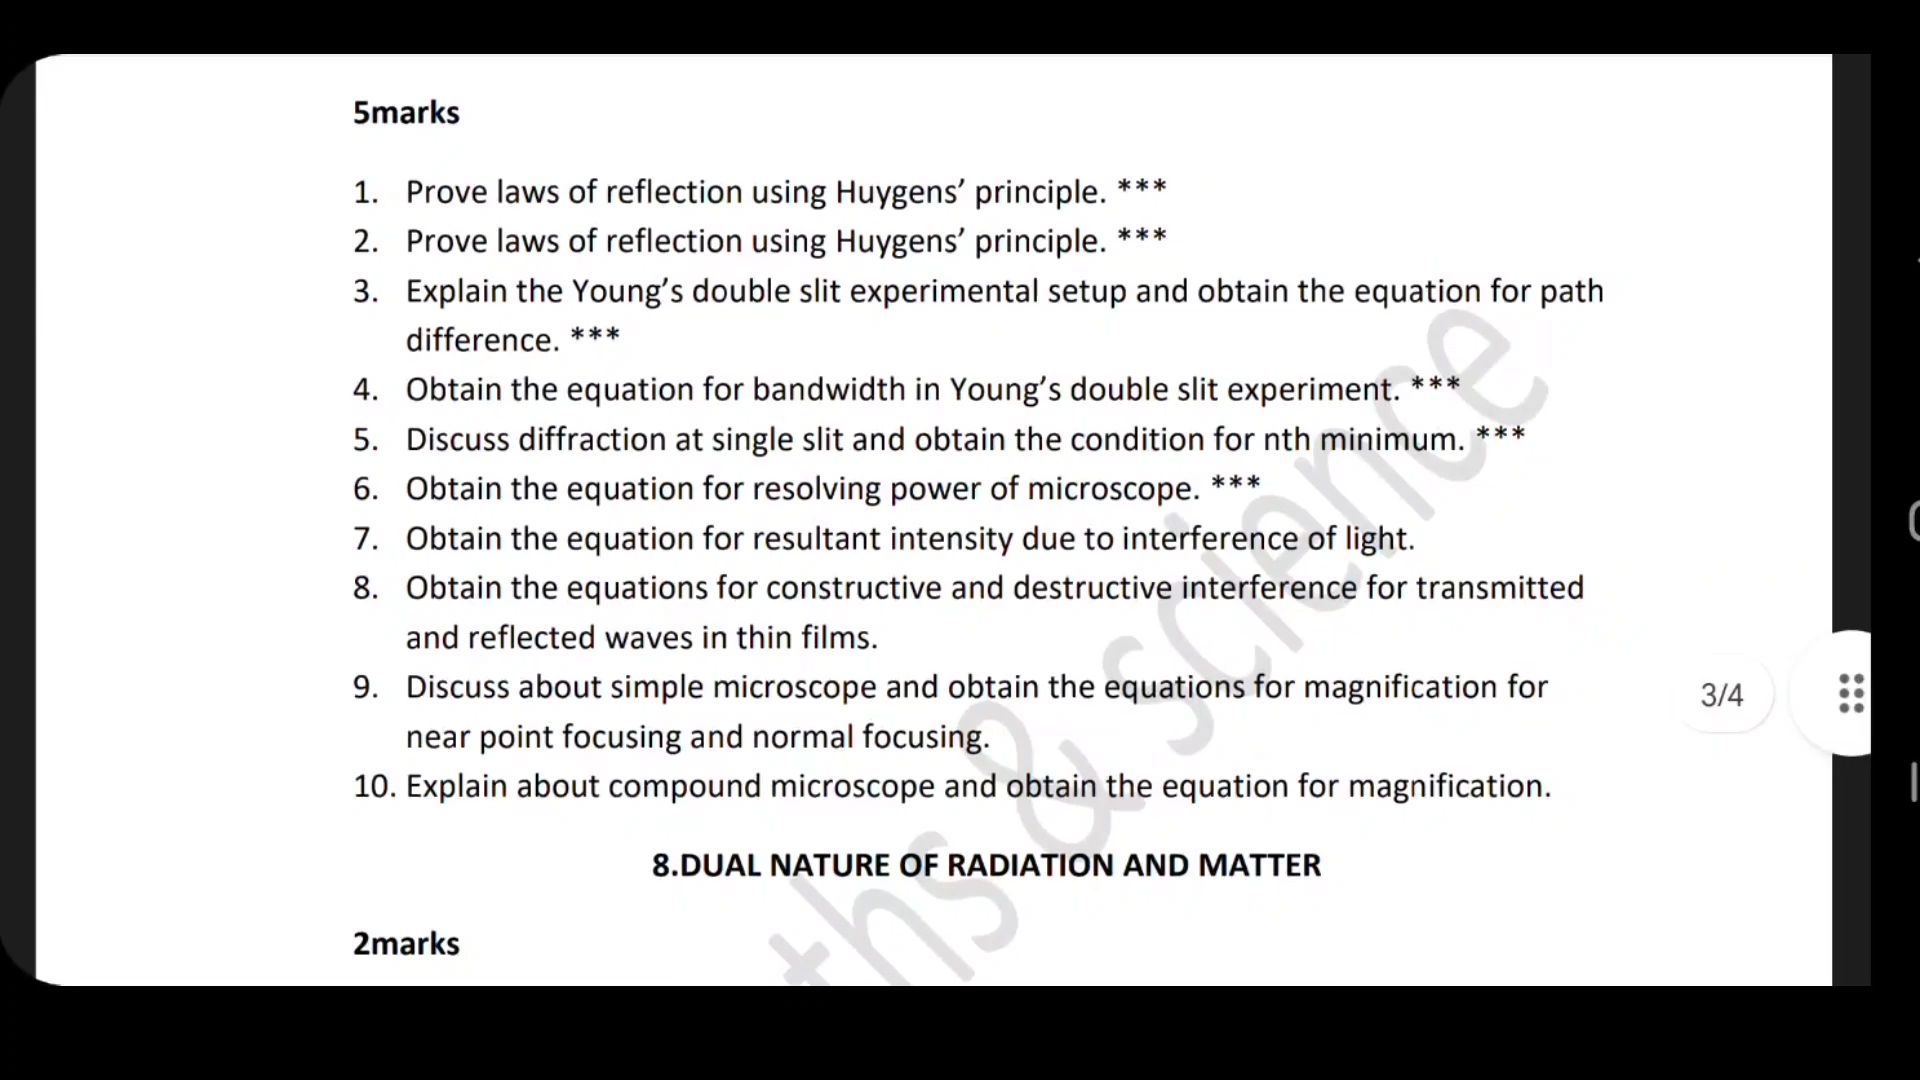 5marks
1. Prove laws of reflection using Huygens’ principle. ***
2. Prove laws of reflection using Huygens’ principle. ***
3. Explain the Young’s double slit experimental setup and obtain the equation for path
difference. ***
4. Obtain the equation for bandwidth in Young’s double slit experiment. ***
5. Discuss diffraction at single slit and obtain the condition for nth minimum. ***
6. Obtain the equation for resolving power of microscope. ***
7. Obtain the equation for resultant intensity due to interference of light.
8. Obtain the equations for constructive and destructive interference for transmitted
and reflected waves in thin films.
9. Discuss about simple microscope and obtain the equations for magnification for
near point focusing and normal focusing.
10. Explain about compound microscope and obtain the equation for magnification.
8.DUAL NATURE OF RADIATION AND MATTER
2marks
3/4
ths & science